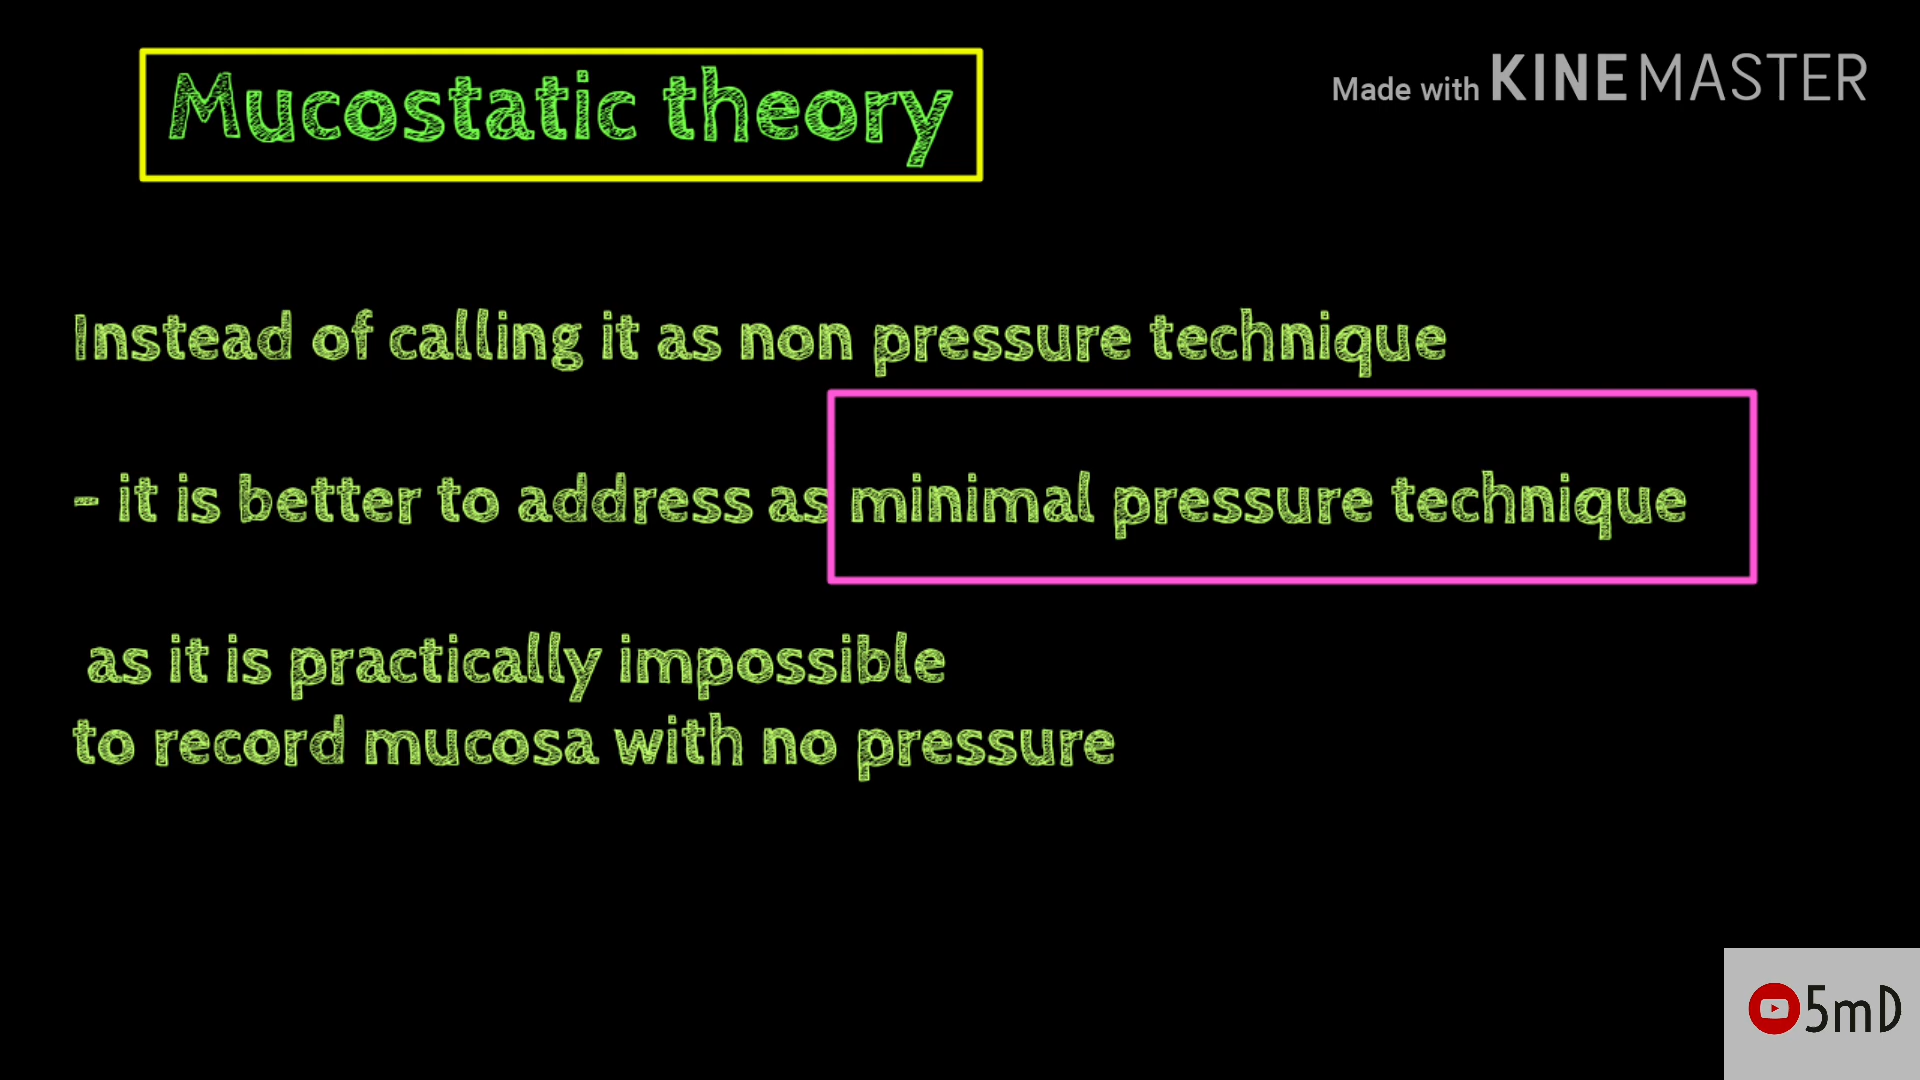 Mucostatic theory
Made with KINEMASTER
Instead of calling it as non pressure technique
- it is better to address as minimal pressure technique
as it is practically impossible
to record mucosa with no pressure
5mD